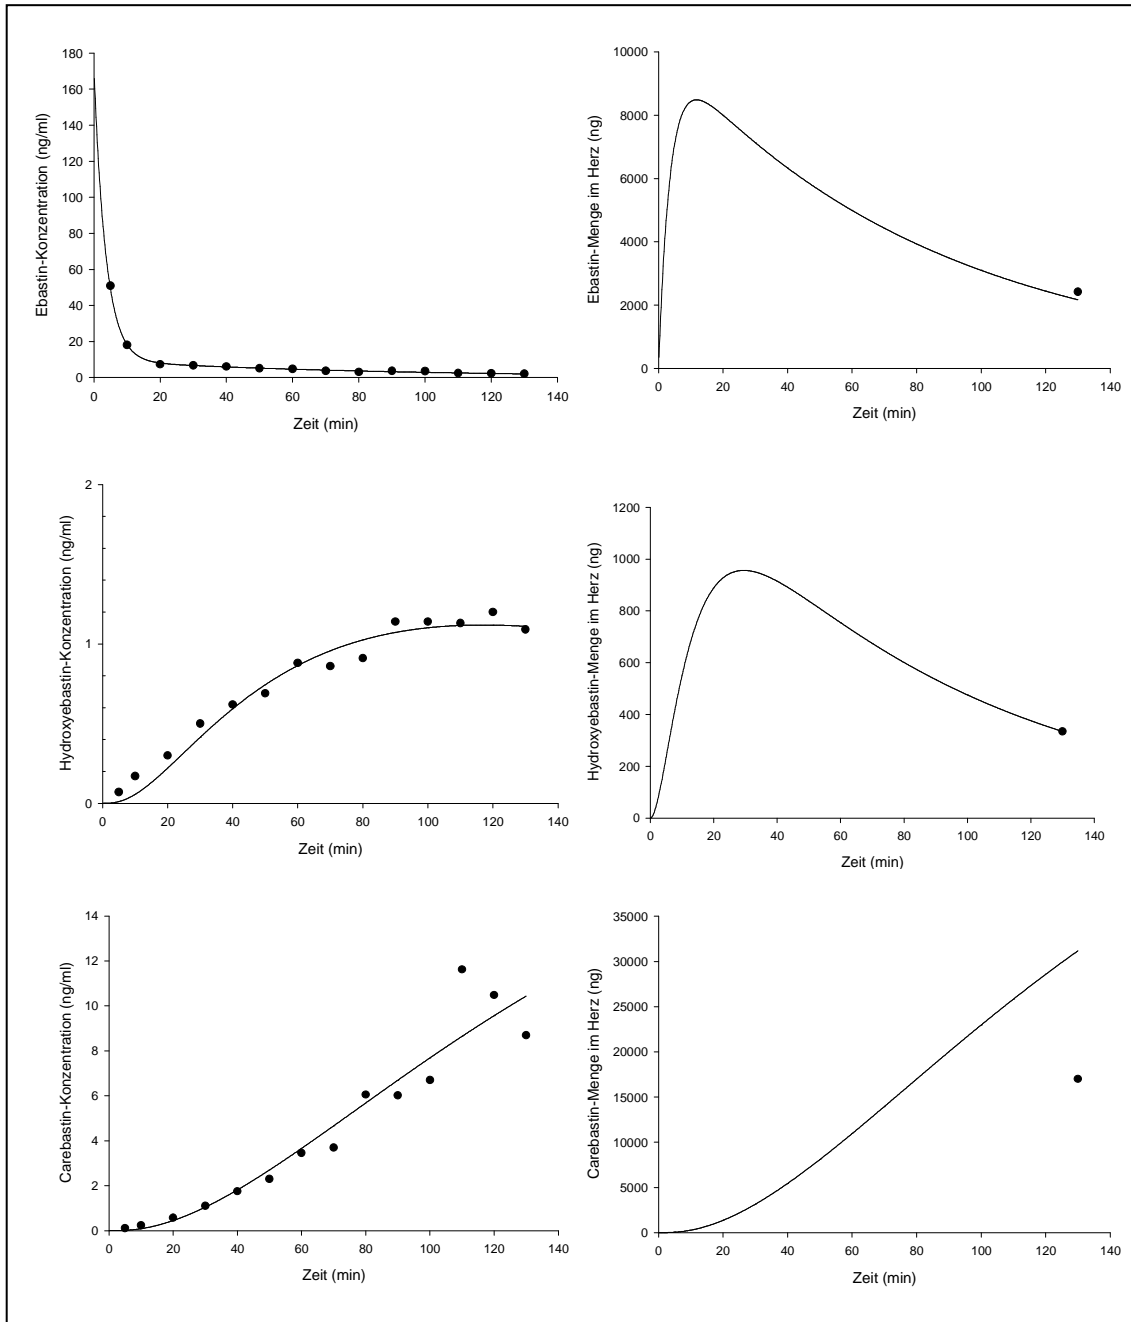 Ebastin-Konzentration (ng/ml)
180
160
140
120
100
80
60
40
20
0
0 20 40 60 80 100 120 140
Zeit (min)
Ebastin-Menge im Herz (ng)
10000
8000
6000
4000
2000
0
0 20 40 60 80 100 120 140
Zeit (min)
Hydroxyebastin-Konzentration (ng/ml)
2
1
0
0 20 40 60 80 100 120 140
Zeit (min)
Hydroxyebastin-Menge im Herz (ng)
1200
1000
800
600
400
200
0
0 20 40 60 80 100 120 140
Zeit (min)
Carebastin-Konzentration (ng/ml)
14
12
10
8
6
4
2
0
0 20 40 60 80 100 120 140
Zeit (min)
Carebastin-Menge im Herz (ng)
35000
30000
25000
20000
15000
10000
5000
0
0 20 40 60 80 100 120 140
Zeit (min)